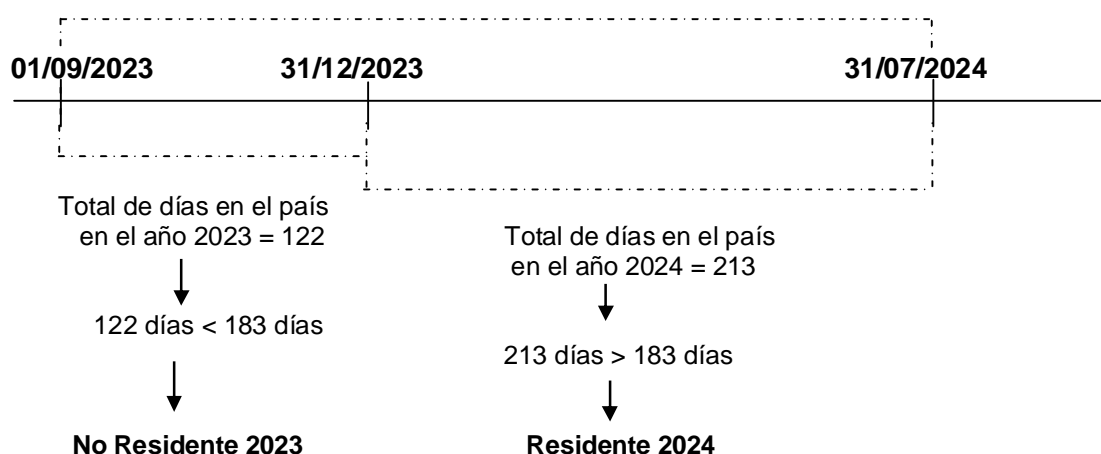 01/09/2023 31/12/2023 31/07/2024
Total de días en el país
en el año 2023 = 122
122 días < 183 días
No Residente 2023
Total de días en el país
en el año 2024 = 213
213 días > 183 días
Residente 2024